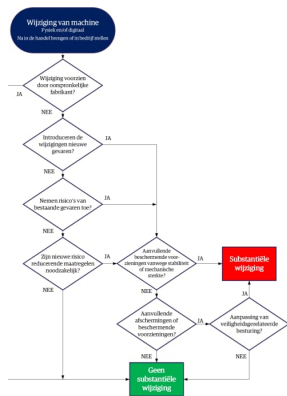 Wijziging van machine
Fysiek en/of digitaal
Na in de handel brengen of in bedrijf stellen
Wijziging voorzien
door oorspronkelijke
fabrikant?
JA
NEE
Introduceren de
wijzigingen nieuwe
gevaren?
JA
NEE
Nemen risico's van
bestaande gevaren toe?
JA
NEE
Zijn nieuwe risico
reducerende maatregelen
noodzakelijk?
JA
NEE
Aanvullende
beschermende voor-
zieningen vanwege stabiliteit
of mechanische
sterkte?
JA
NEE
Substantiële
wijziging
JA
Aanvullende
afschermingen of
beschermende
voorzieningen?
JA
NEE
Aanpassing van
veiligheidsgerelateerde
besturing?
NEE
Geen
substantiële
wijziging